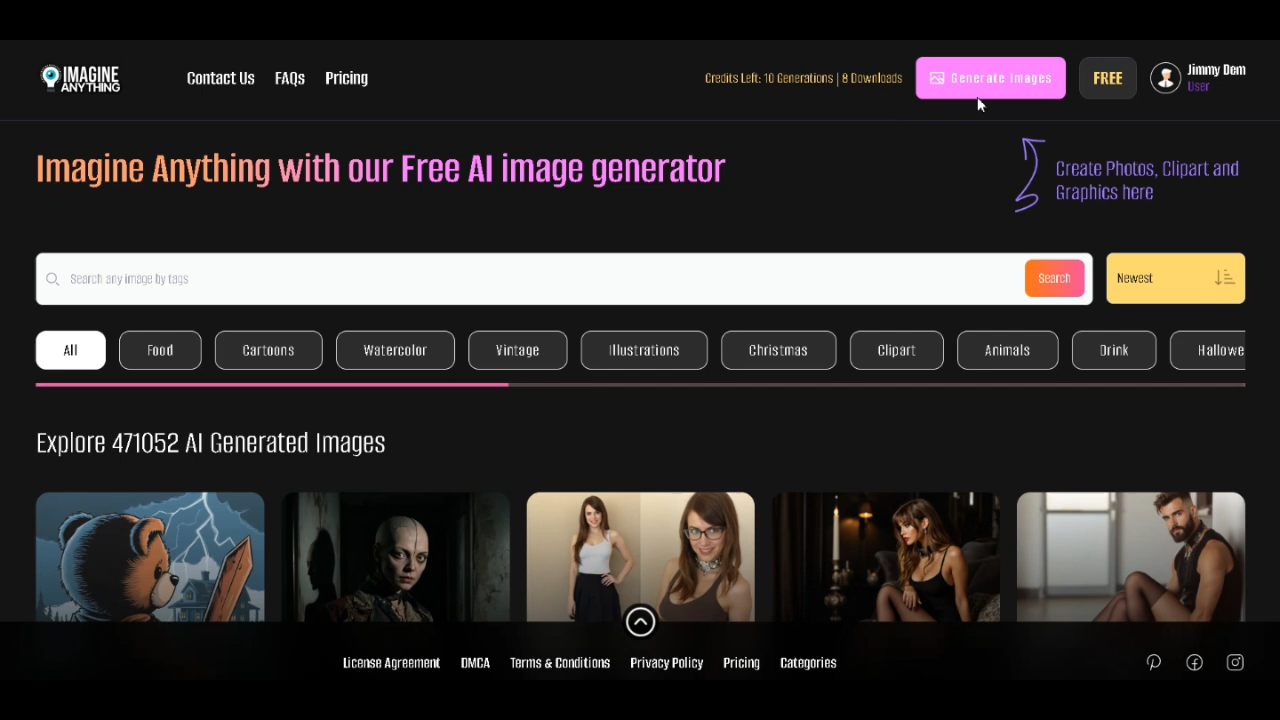 IMAGINE
ANYTHING
Contact Us
FAQs
Pricing
Credits Left: 10 Generations | 8 Downloads
Generate Images
FREE
Jimmy Dem
User
Imagine Anything with our Free AI image generator
Create Photos, Clipart and
Graphics here
Search any image by tags
Search
Newest
All
Food
Cartoons
Watercolor
Vintage
Illustrations
Christmas
Clipart
Animals
Drink
Hallowe
Explore 471052 AI Generated Images
License Agreement
DMCA
Terms & Conditions
Privacy Policy
Pricing
Categories